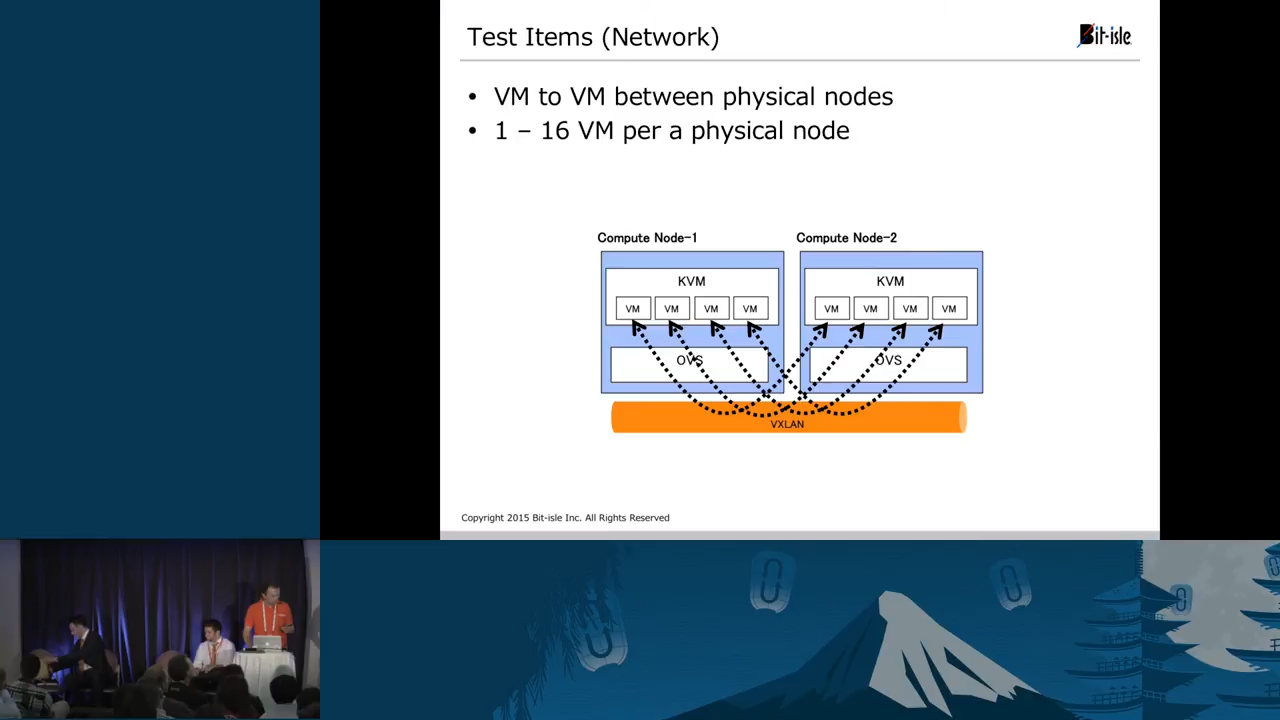 Test Items (Network)
Bit-isle
• VM to VM between physical nodes
• 1 – 16 VM per a physical node
Compute Node-1
Compute Node-2
KVM
KVM
VM VM VM VM
VM VM VM VM
OVS
OVS
VXLAN
Copyright 2015 Bit-isle Inc. All Rights Reserved